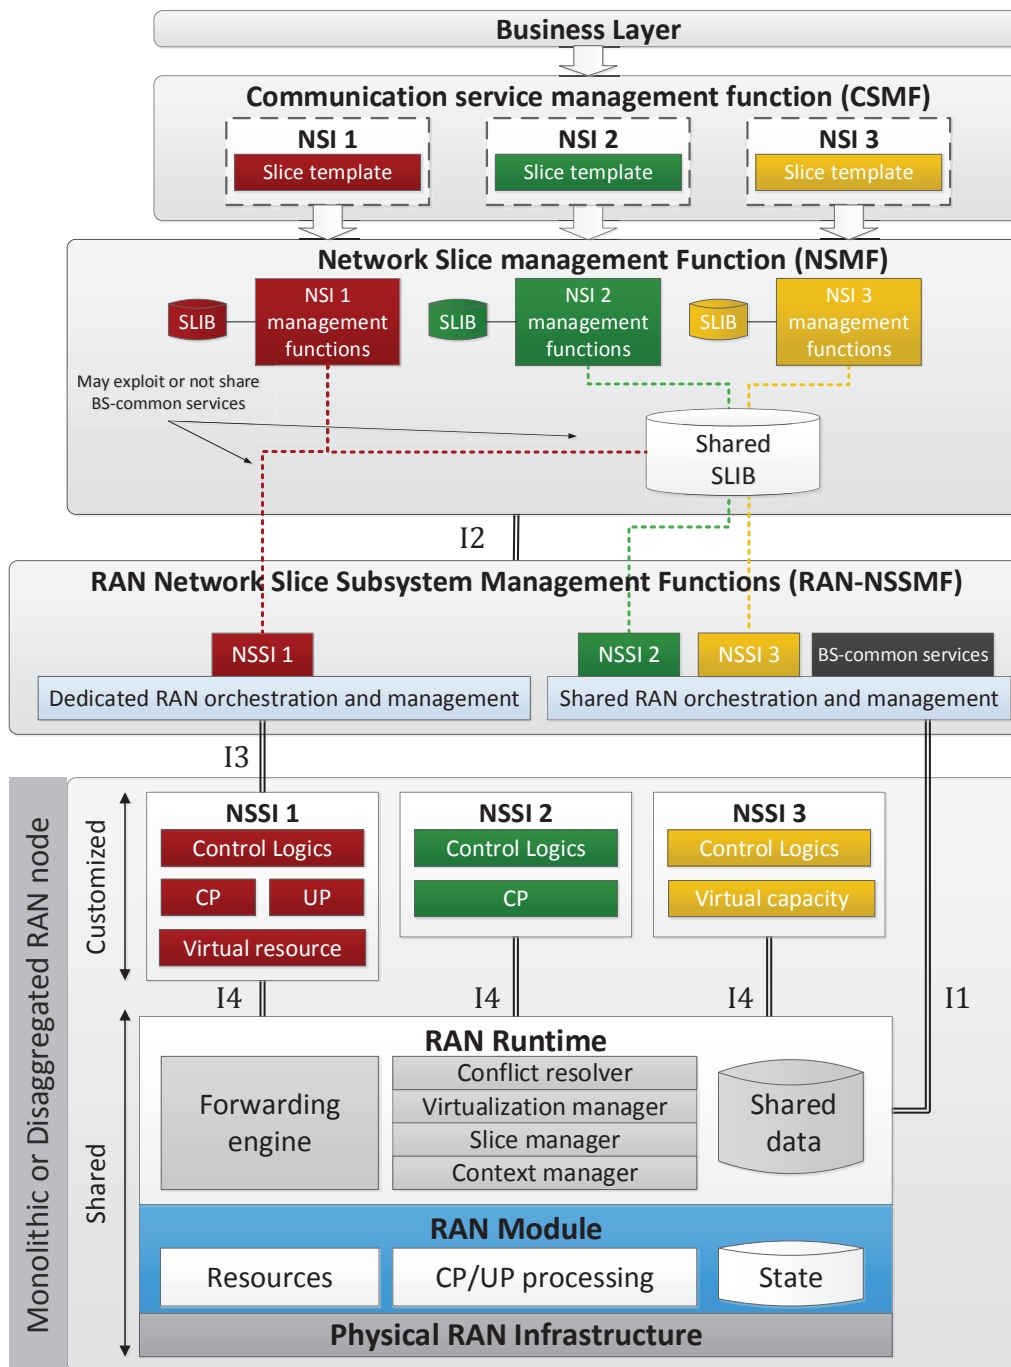 Business Layer
Communication service management function (CSMF)
NSI 1
Slice template
NSI 2
Slice template
NSI 3
Slice template
Network Slice management Function (NSMF)
SLIB
NSI 1
management
functions
SLIB
NSI 2
management
functions
SLIB
NSI 3
management
functions
May exploit or not share
BS-common services
Shared
SLIB
I2
RAN Network Slice Subsystem Management Functions (RAN-NSSMF)
NSSI 1
Dedicated RAN orchestration and management
NSSI 2
NSSI 3
BS-common services
Shared RAN orchestration and management
I3
I1
Monolithic or Disaggregated RAN node
Customized
NSSI 1
Control Logics
CP
UP
Virtual resource
NSSI 2
Control Logics
CP
NSSI 3
Control Logics
Virtual capacity
I4
I4
I4
Shared
RAN Runtime
Forwarding
engine
Conflict resolver
Virtualization manager
Slice manager
Context manager
Shared
data
RAN Module
Resources
CP/UP processing
State
Physical RAN Infrastructure